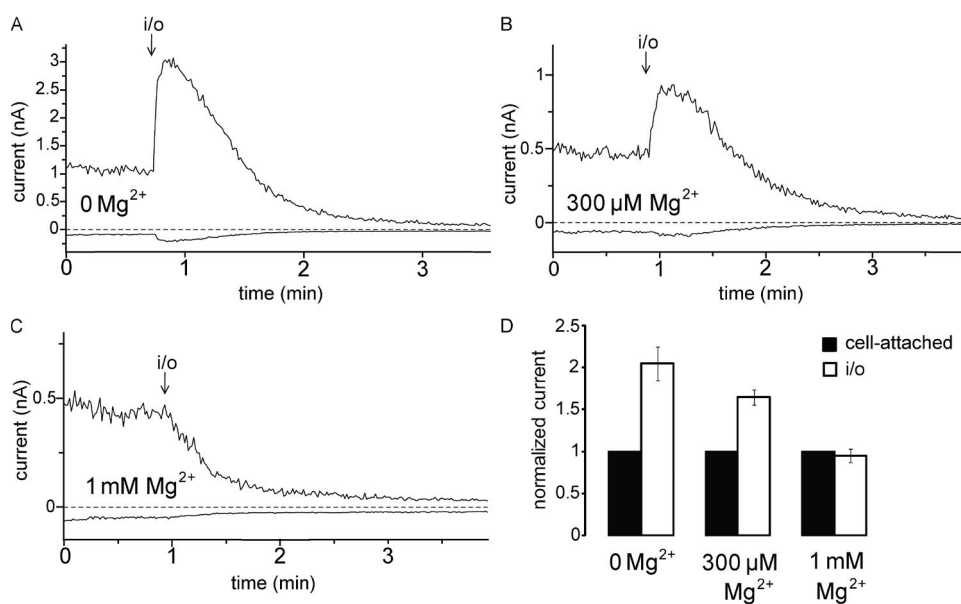 A
i/o
3
2.5
2
1.5
1
0.5
0
current (nA)
0 Mg2+
0
1
2
3
time (min)
B
i/o
1
0.5
0
current (nA)
300 µM Mg2+
0
1
2
3
time (min)
C
i/o
0.5
0
current (nA)
1 mM Mg2+
0
1
2
3
time (min)
D
2.5
2
1.5
1
0.5
0
normalized current
cell-attached
i/o
0 Mg2+
300 µM
Mg2+
1 mM
Mg2+